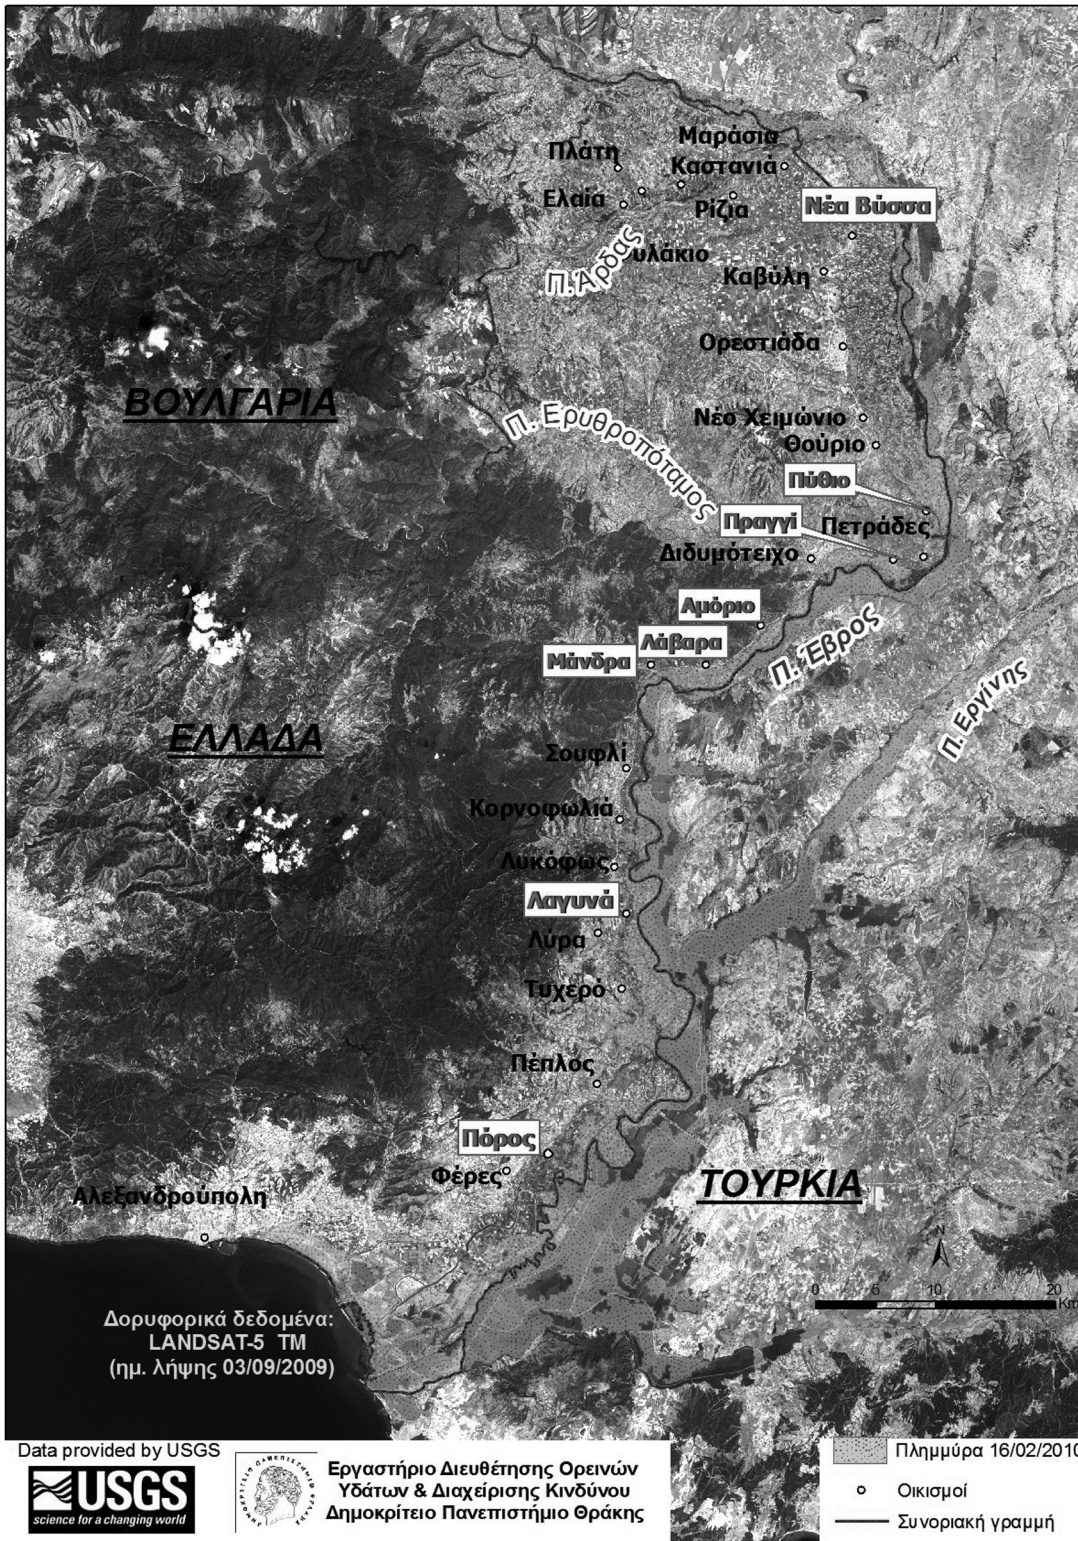 Μαράσια
Πλάτη
Καστανιά
Ελαία
Ρίζια
Νέα Βύσσα
Π. Άρδας
υλάκιο
Καβύλη
Ορεστιάδα
ΒΟΥΛΓΑΡΙΑ
Π. Ερυθροπόταμος
Νέο Χειμώνιο
Θούριο
Πύθιο
Πραγγί
Πετράδες
Διδυμότειχο
Αμόριο
Λάβαρα
Μάνδρα
Π. Έβρος
Π. Εργίνης
ΕΛΛΑΔΑ
Σουφλί
Κορνοφωλιά
Λυκόφως
Λαγυνά
Λύρα
Τυχερό
Πέπλος
Πόρος
Φέρες
ΤΟΥΡΚΙΑ
Αλεξανδρούπολη
N
0 6 10 20
Km
Δορυφορικά δεδομένα:
LANDSAT-5 TM
(ημ. λήψης 03/09/2009)
Data provided by USGS
USGS
science for a changing world
ΔΗΜΟΚΡΙΤΕΙΟ ΠΑΝΕΠΙΣΤΗΜΙΟ ΘΡΑΚΗΣ
Εργαστήριο Διευθέτησης Ορεινών
Υδάτων & Διαχείρισης Κινδύνου
Δημοκρίτειο Πανεπιστήμιο Θράκης
Πλημμύρα 16/02/2010
Οικισμοί
Συνοριακή γραμμή